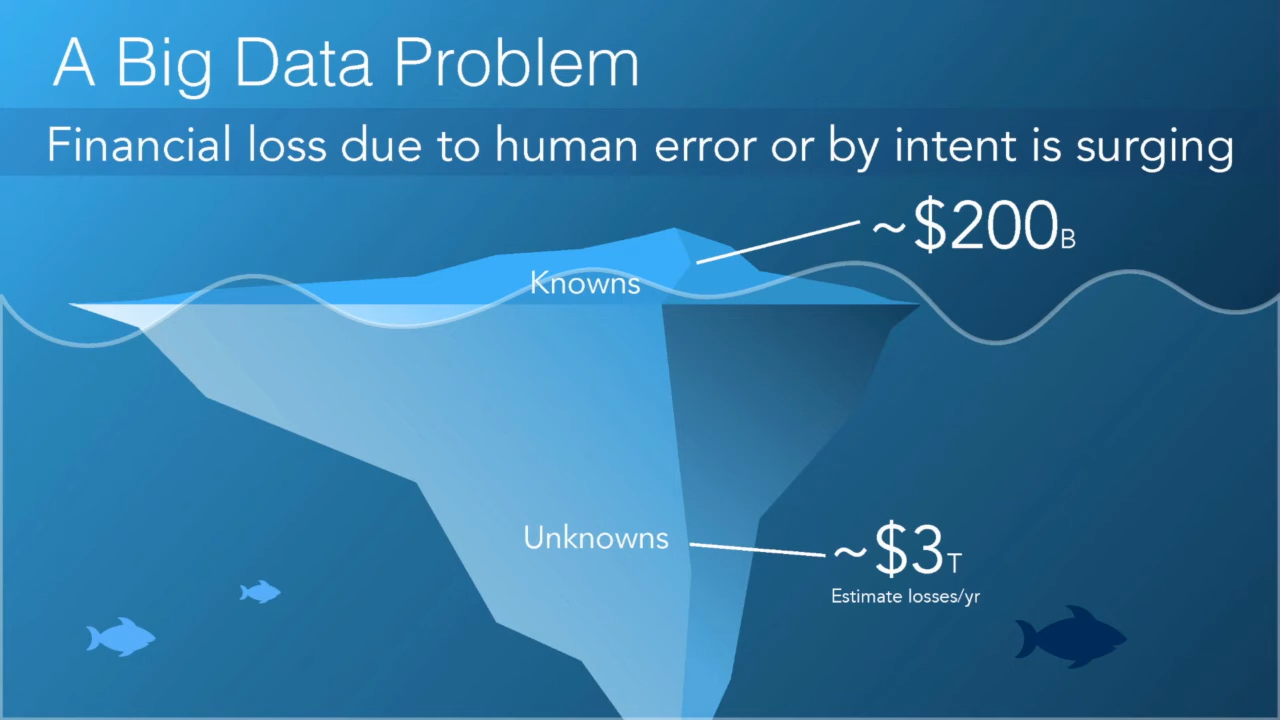 A Big Data Problem
Financial loss due to human error or by intent is surging
~$200B
Knowns
Unknowns
~$3T
Estimate losses/yr